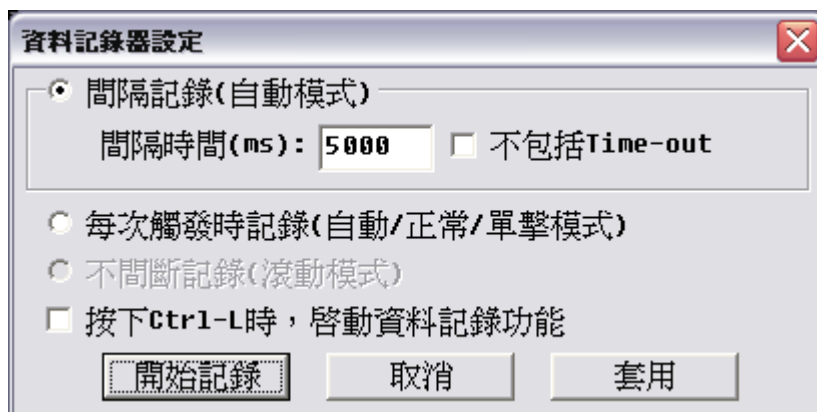 資料記錄器設定
間隔記錄(自動模式)
間隔時間(ms): 5000 不包括Time-out
每次觸發時記錄(自動/正常/單擊模式)
不間斷記錄(滾動模式)
按下Ctrl-L時，啓動資料記錄功能
開始記錄 取消 套用